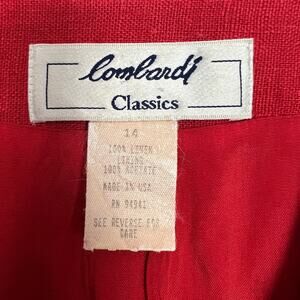 Lombardi
Classics
14
100% LINEN
LINING
100% ACETATE
MADE IN USA
RN 94941
SEE REVERSE FOR
CARE